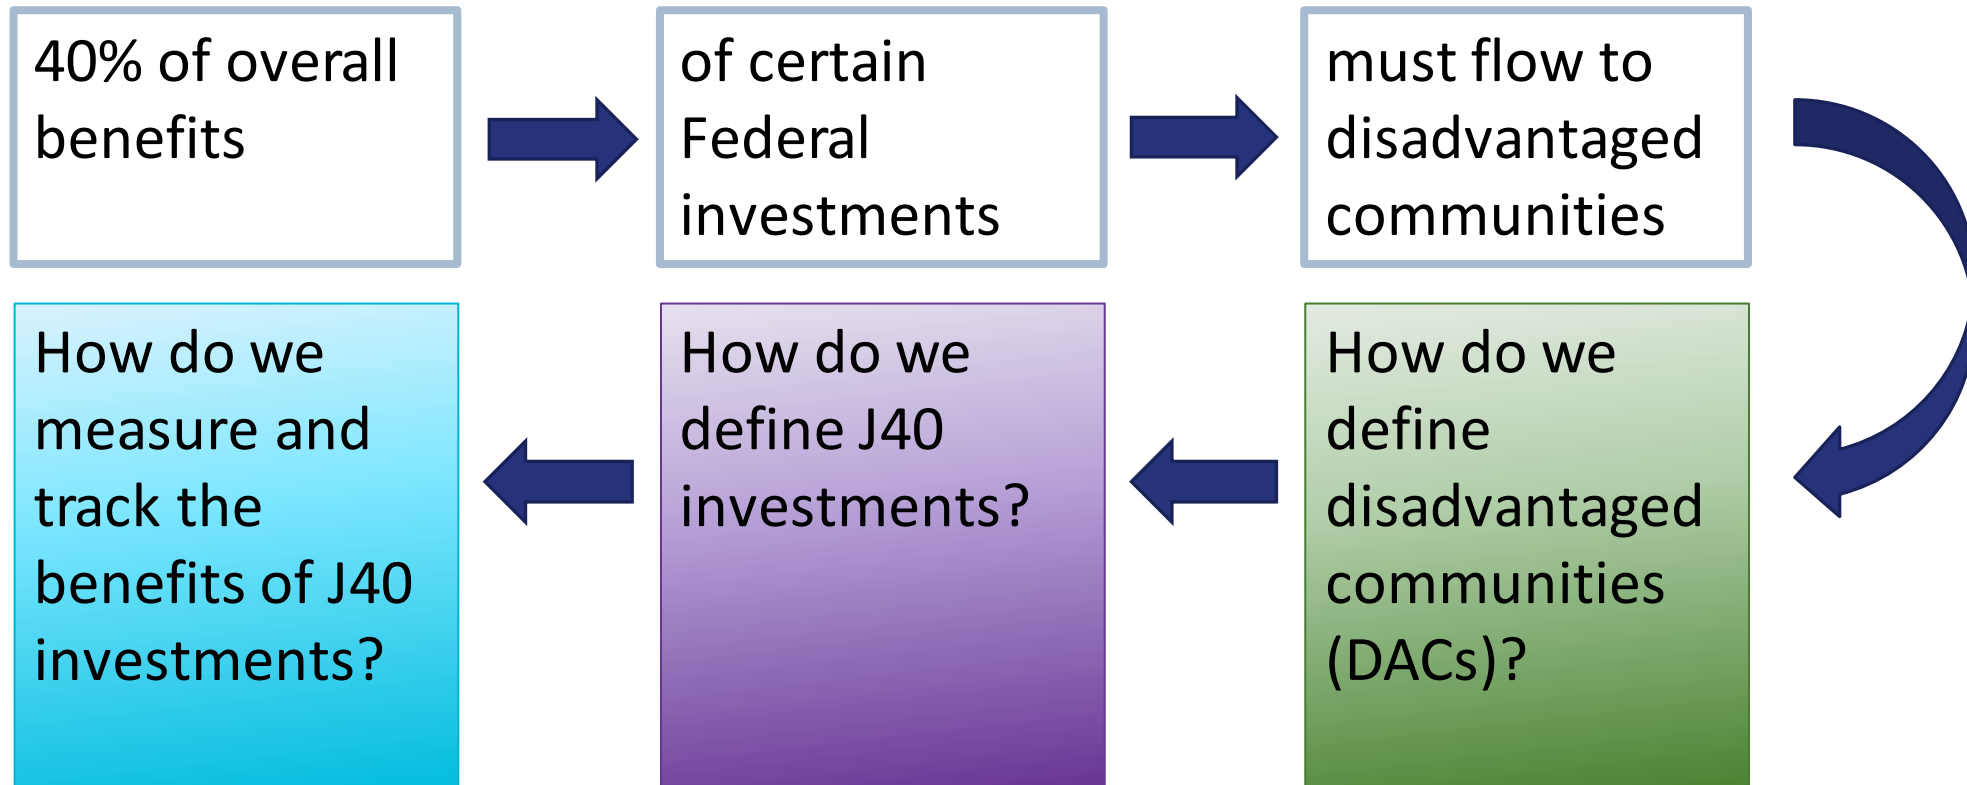 40% of overall
benefits
of certain
Federal
investments
must flow to
disadvantaged
communities
How do we
define
disadvantaged
communities
(DACs)?
How do we
define J40
investments?
How do we
measure and
track the
benefits of J40
investments?